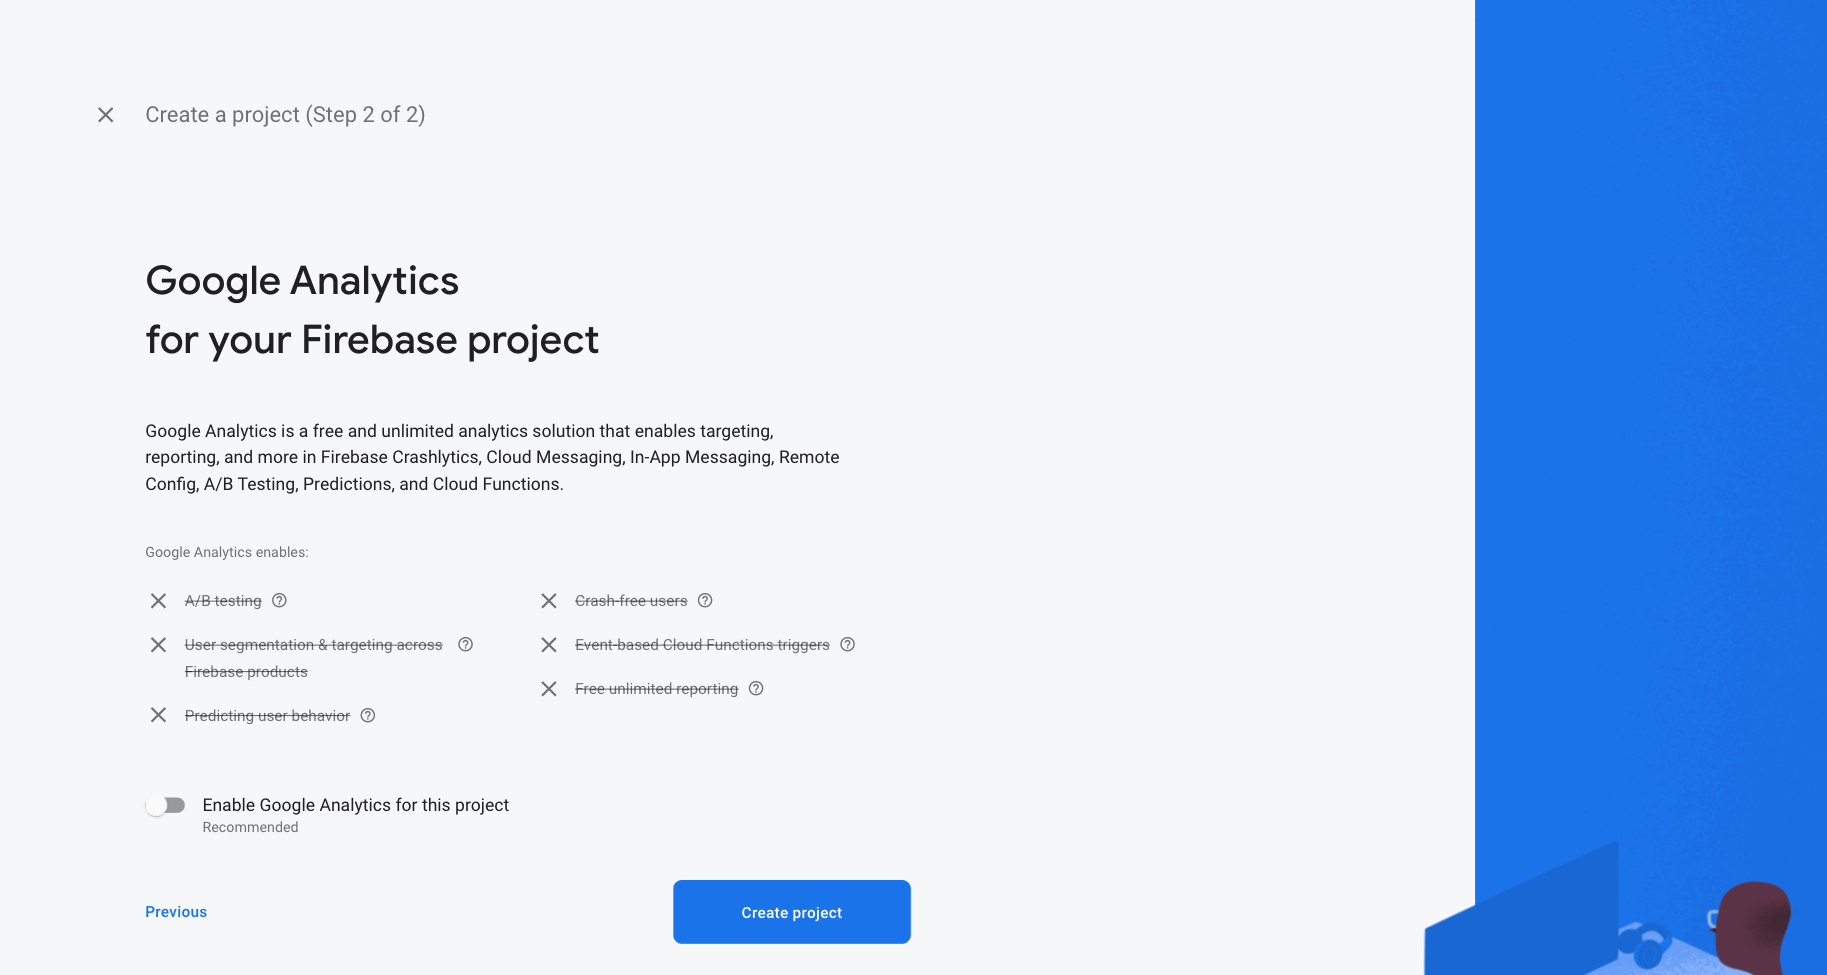 Create a project (Step 2 of 2)
Google Analytics
for your Firebase project
Google Analytics is a free and unlimited analytics solution that enables targeting,
reporting, and more in Firebase Crashlytics, Cloud Messaging, In-App Messaging, Remote
Config, A/B Testing, Predictions, and Cloud Functions.
Google Analytics enables:
A/B testing
User segmentation & targeting across
Firebase products
Predicting user behavior
Crash-free users
Event-based Cloud Functions triggers
Free unlimited reporting
Enable Google Analytics for this project
Recommended
Previous
Create project